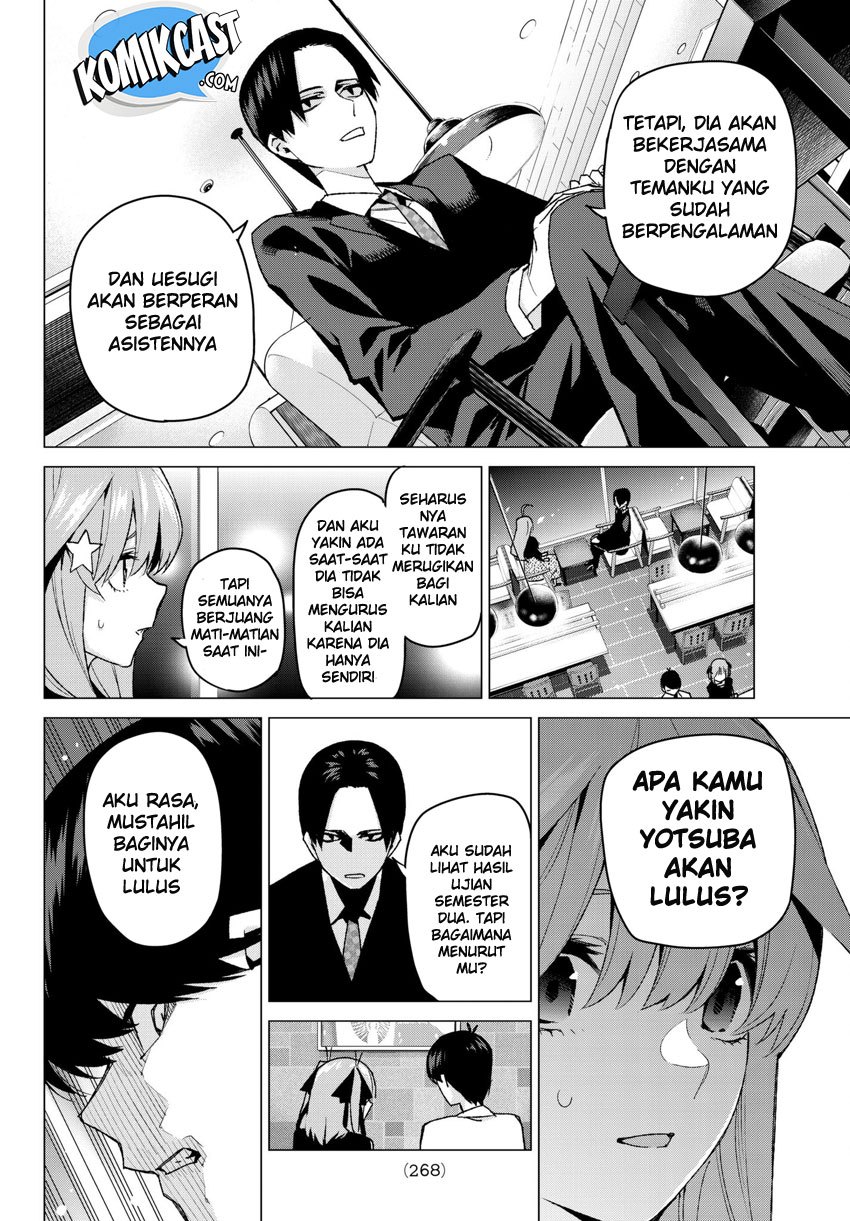 KOMIKCAST
.COM
TETAPI, DIA AKAN
BEKERJASAMA
DENGAN
TEMANKU YANG
SUDAH
BERPENGALAMAN
DAN UESUGI
AKAN BERPERAN
SEBAGAI
ASISTENNYA
SEHARUS
NYA
TAWARAN
KU TIDAK
MERUGIKAN
BAGI
KALIAN
DAN AKU
YAKIN ADA
SAAT-SAAT
DIA TIDAK
BISA
MENGURUS
KALIAN
KARENA DIA
HANYA
SENDIRI
TAPI
SEMUANYA
BERJUANG
MATI-MATIAN
SAAT INI-
APA KAMU
YAKIN
YOTSUBA
AKAN
LULUS?
AKU SUDAH
LIHAT HASIL
UJIAN
SEMESTER
DUA. TAPI
BAGAIMANA
MENURUT
MU?
AKU RASA,
MUSTAHIL
BAGINYA
UNTUK
LULUS
(268)